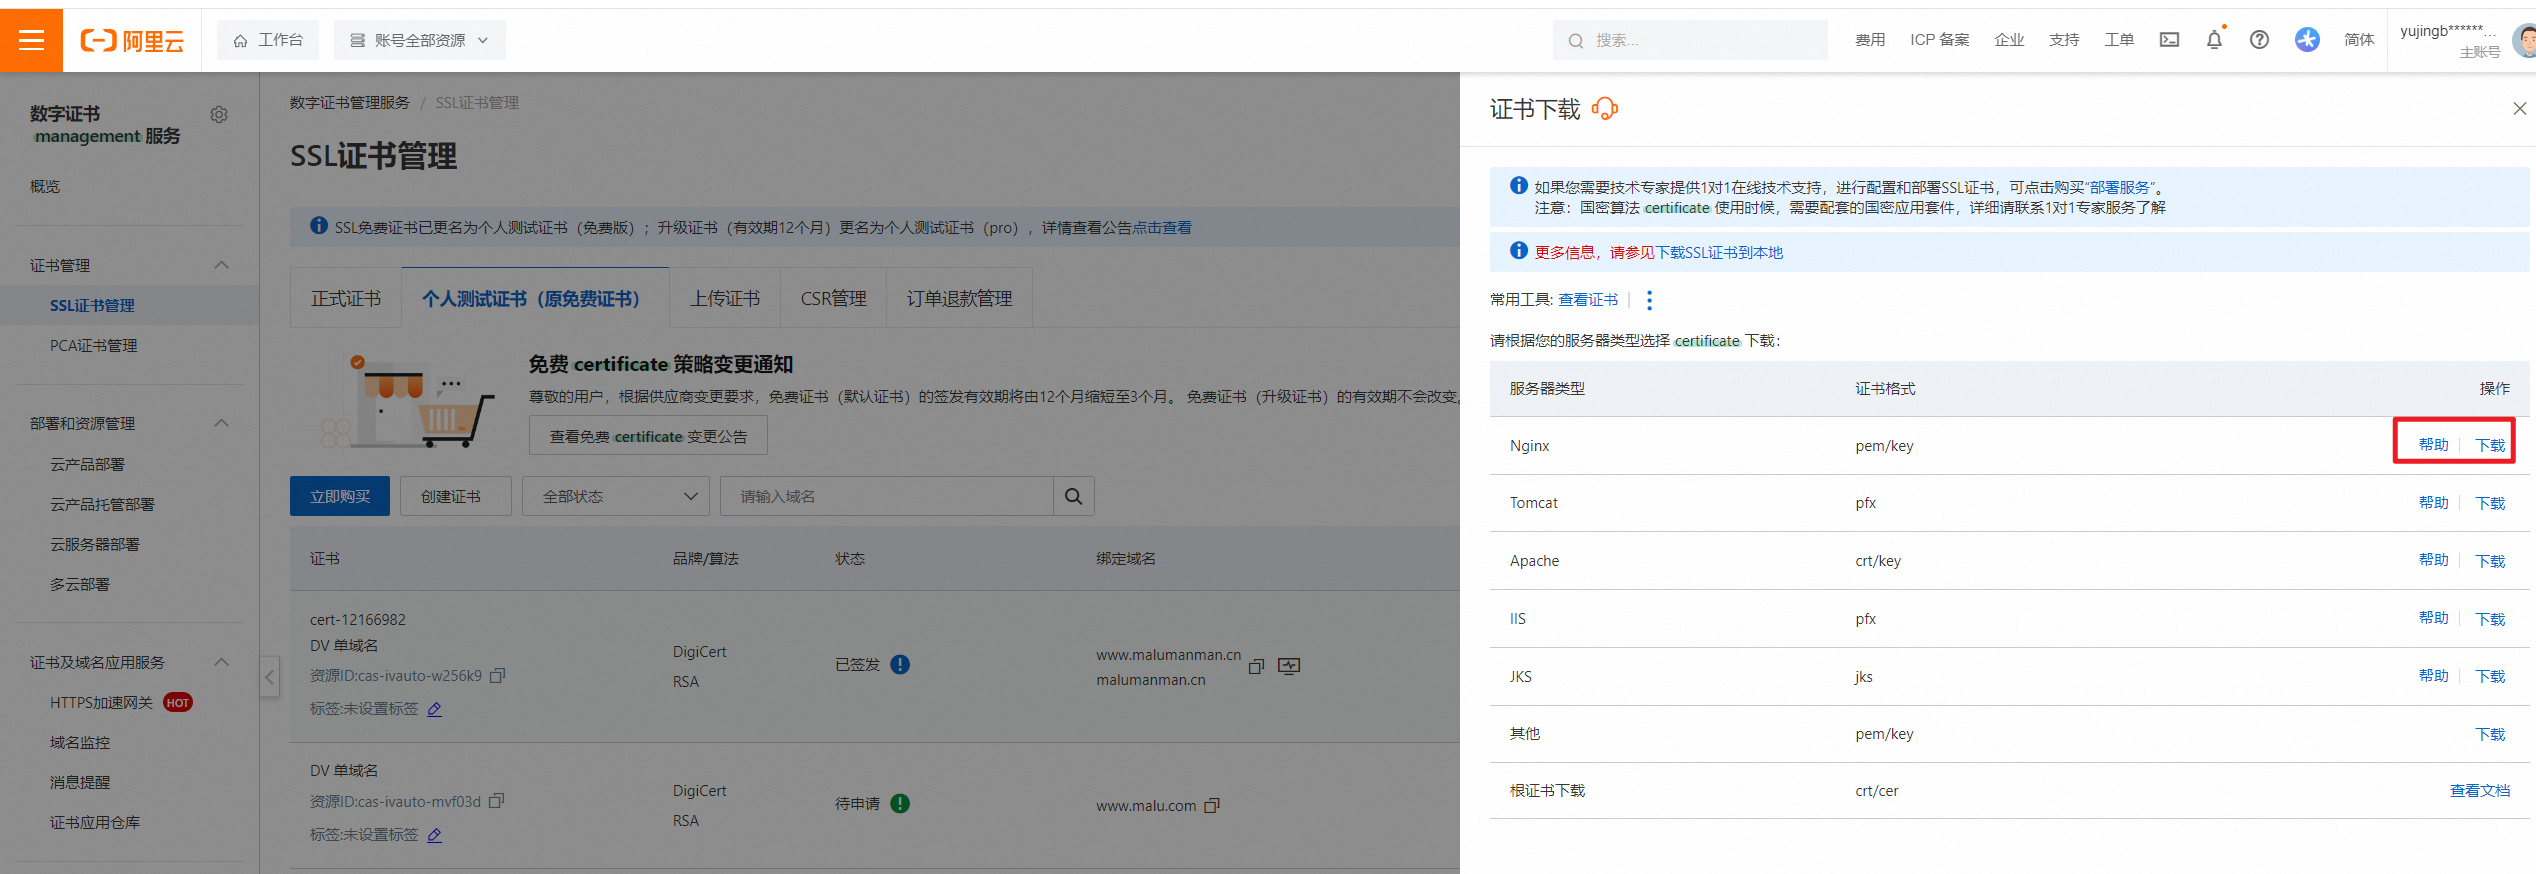 阿里云
工作台
账号全部资源
搜索...
费用
ICP 备案
企业
支持
工单
简体
yujingb******...
主账号
数字证书
management 服务
概览
证书管理
SSL证书管理
PCA证书管理
部署和资源管理
云产品部署
云产品托管部署
云服务器部署
多云部署
证书及域名应用服务
HTTPS加速网关 HOT
域名监控
消息提醒
证书应用仓库
数字证书管理服务 / SSL证书管理
SSL证书管理
SSL免费证书已更名为个人测试证书（免费版）；升级证书（有效期12个月）更名为个人测试证书（pro），详情查看公告点击查看
正式证书
个人测试证书（原免费证书）
上传证书
CSR管理
订单退款管理
免费 certificate 策略变更通知
尊敬的用户，根据供应商变更要求，免费证书（默认证书）的签发有效期将由12个月缩短至3个月。 免费证书（升级证书）的有效期不会改变。
查看免费 certificate 变更公告
立即购买
创建证书
全部状态
请输入域名
证书 品牌/算法 状态 绑定域名
cert-12166982
DV 单域名
资源ID:cas-ivauto-w256k9
标签:未设置标签
DigiCert
RSA
已签发
www.malumanman.cn
malumanman.cn
DV 单域名
资源ID:cas-ivauto-mvf03d
标签:未设置标签
DigiCert
RSA
待申请
www.malu.com
证书下载
如果您需要技术专家提供1对1在线技术支持，进行配置和部署SSL证书，可点击购买“部署服务”。
注意：国密算法 certificate 使用时候，需要配套的国密应用套件，详细请联系1对1专家服务了解
更多信息，请参见下载SSL证书到本地
常用工具: 查看证书
请根据您的服务器类型选择 certificate 下载：
服务器类型 证书格式 操作
Nginx pem/key 帮助 下载
Tomcat pfx 帮助 下载
Apache crt/key 帮助 下载
IIS pfx 帮助 下载
JKS jks 帮助 下载
其他 pem/key 下载
根证书下载 crt/cer 查看文档